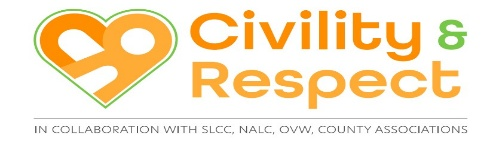 Civility &
Respect
IN COLLABORATION WITH SLCC, NALC, OVW, COUNTY ASSOCIATIONS